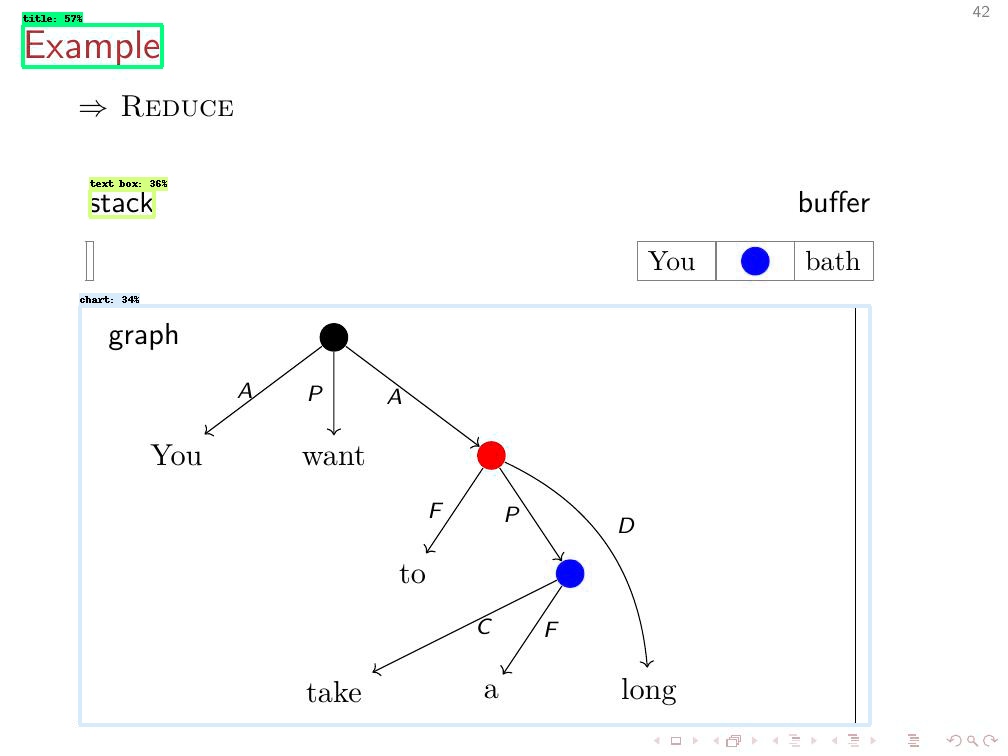 42
title: 57%
Example
⇒ Reduce
text box: 36%
stack buffer
You bath
chart: 34%
graph
A P A
You want
F P D
to
C F
take a long